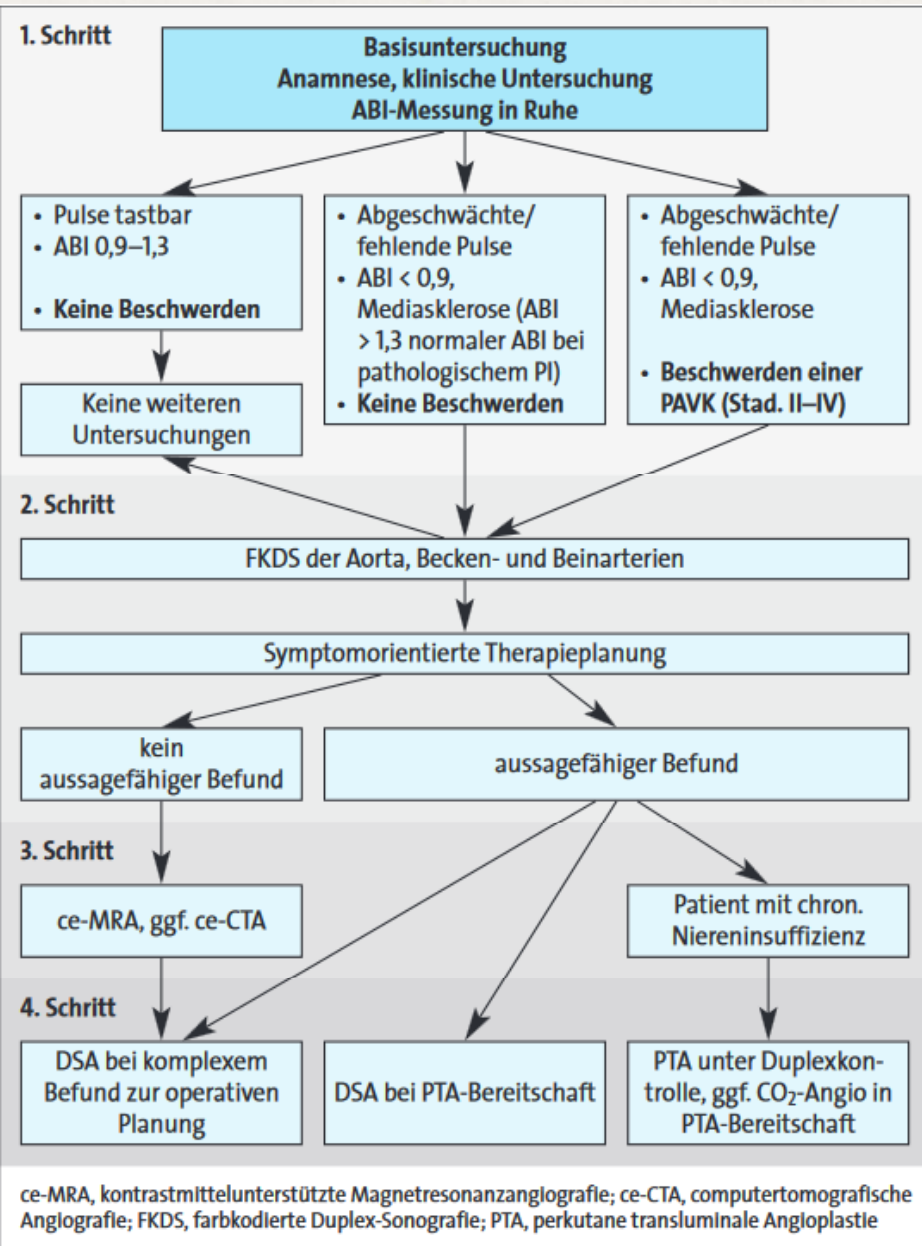 1. Schritt
Basisuntersuchung
Anamnese, klinische Untersuchung
ABI-Messung in Ruhe
• Pulse tastbar
• ABI 0,9–1,3
• Keine Beschwerden
Keine weiteren
Untersuchungen
• Abgeschwächte/
fehlende Pulse
• ABI < 0,9,
Mediasklerose (ABI
> 1,3 normaler ABI bei
pathologischem PI)
• Keine Beschwerden
• Abgeschwächte/
fehlende Pulse
• ABI < 0,9,
Mediasklerose
• Beschwerden einer
PAVK (Stad. II–IV)
2. Schritt
FKDS der Aorta, Becken- und Beinarterien
Symptomorientierte Therapieplanung
kein
aussagefähiger Befund
aussagefähiger Befund
3. Schritt
ce-MRA, ggf. ce-CTA
Patient mit chron.
Niereninsuffizienz
4. Schritt
DSA bei komplexem
Befund zur operativen
Planung
DSA bei PTA-Bereitschaft
PTA unter Duplexkon-
trolle, ggf. CO₂-Angio in
PTA-Bereitschaft
ce-MRA, kontrastmittelunterstützte Magnetresonanzangiografie; ce-CTA, computertomografische
Angiografie; FKDS, farbkodierte Duplex-Sonografie; PTA, perkutane transluminale Angioplastie